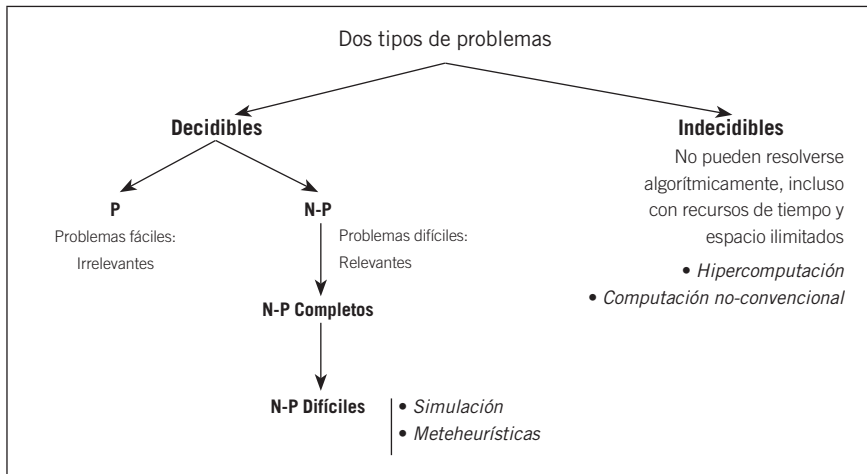 Dos tipos de problemas
Decidibles
Indecidibles
No pueden resolverse
algorítmicamente, incluso
con recursos de tiempo y
espacio ilimitados
• Hipercomputación
• Computación no-convencional
P
Problemas fáciles:
Irrelevantes
N-P
Problemas difíciles:
Relevantes
N-P Completos
N-P Difíciles
• Simulación
• Meteheurísticas